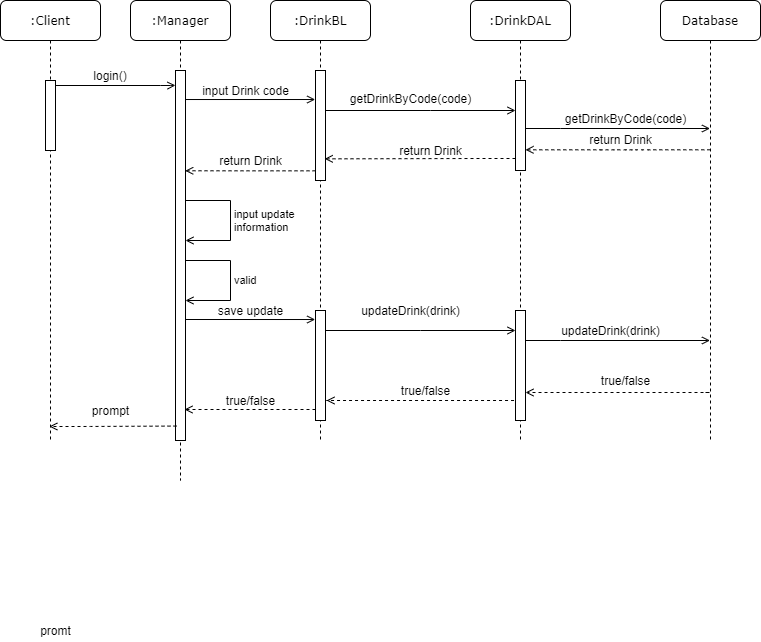 :Client
:Manager
:DrinkBL
:DrinkDAL
Database
login()
input Drink code
getDrinkByCode(code)
getDrinkByCode(code)
return Drink
return Drink
return Drink
input update
information
valid
save update
updateDrink(drink)
updateDrink(drink)
true/false
true/false
true/false
prompt
promt